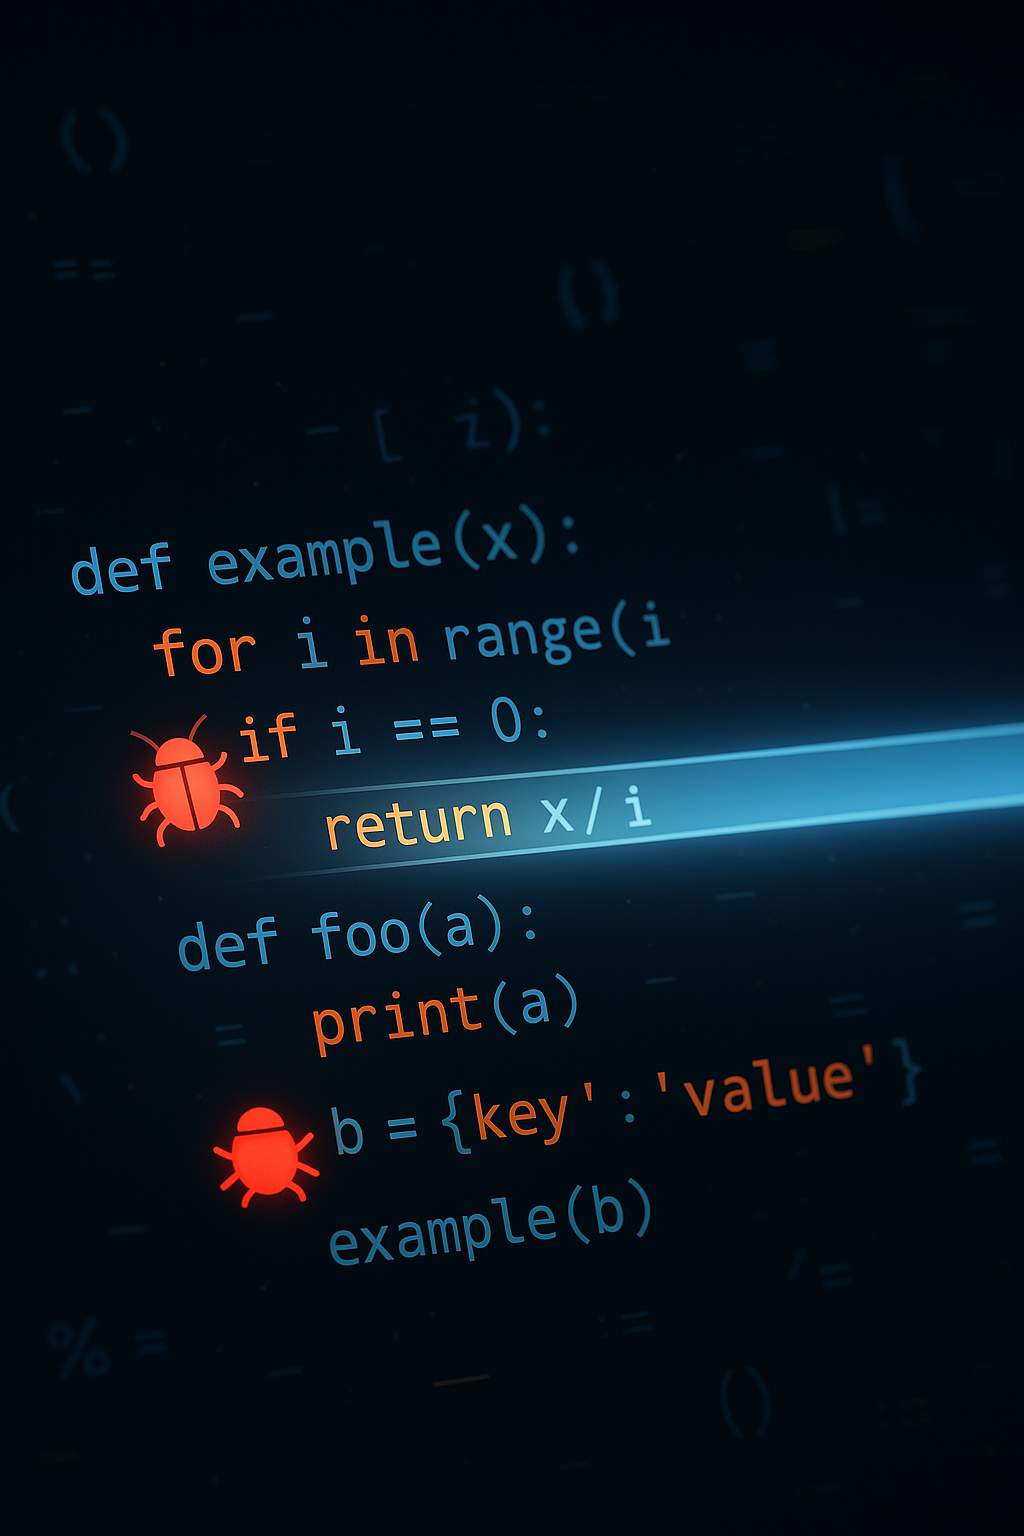 ()
==
()
- [ z):
def example(x):
for i in range(i
if i == 0:
return x/i
def foo(a):
print(a)
=
b = {key':'value'}
example(b)
/=
:=
% =
()